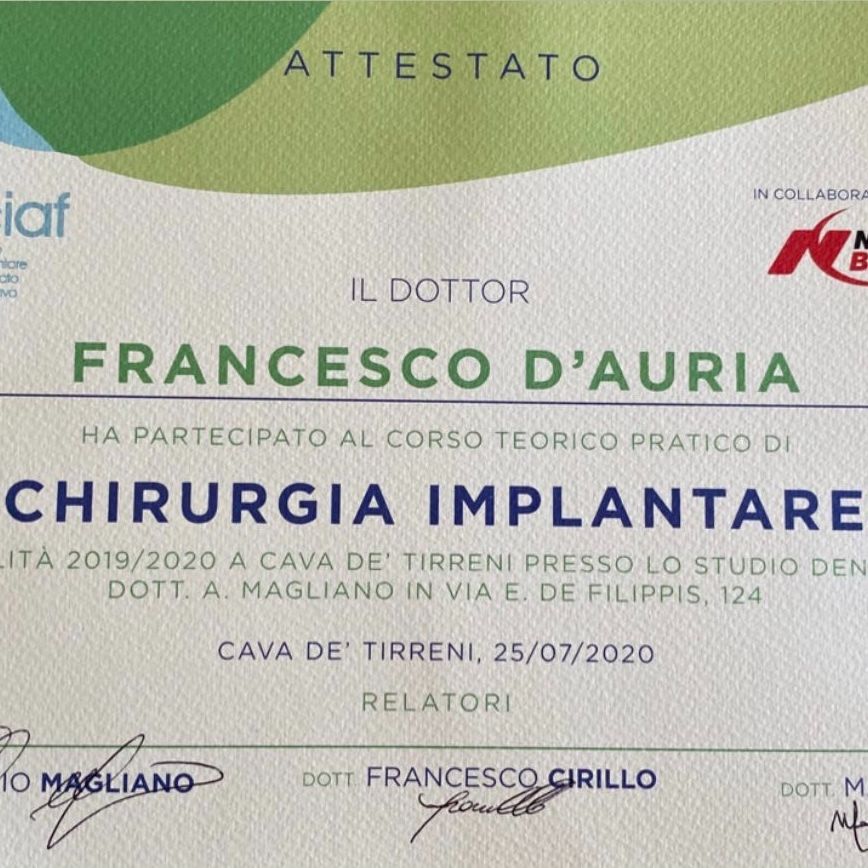 ATTESTATO
iaf
IN COLLABORA
IL DOTTOR
FRANCESCO D'AURIA
HA PARTECIPATO AL CORSO TEORICO PRATICO DI
CHIRURGIA IMPLANTARE
LITÀ 2019/2020 A CAVA DE' TIRRENI PRESSO LO STUDIO DEN
DOTT. A. MAGLIANO IN VIA E. DE FILIPPIS, 124
CAVA DE' TIRRENI, 25/07/2020
RELATORI
IO MAGLIANO
DOTT. FRANCESCO CIRILLO
DOTT. M